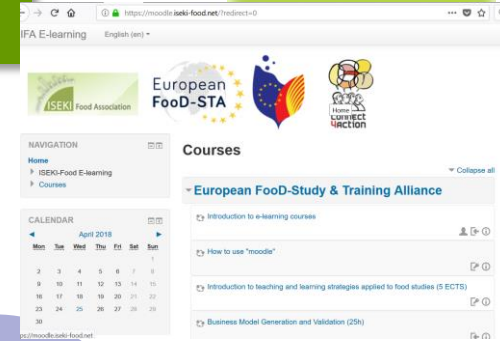 https://moodle.iseki-food.net/?redirect=0
IFA E-learning English (en)
ISEKI Food Association
European
FooD-STA
Home
CONNECT
4ACTION
NAVIGATION
Home
ISEKI-Food E-learning
Courses
CALENDAR
April 2018
Mon Tue Wed Thu Fri Sat Sun
1
2 3 4 5 6 7 8
9 10 11 12 13 14 15
16 17 18 19 20 21 22
23 24 25 26 27 28 29
30
ps://moodle.iseki-food.net
Courses
Collapse all
European FooD-Study & Training Alliance
Introduction to e-learning courses
How to use "moodle"
Introduction to teaching and learning strategies applied to food studies (5 ECTS)
Business Model Generation and Validation (25h)